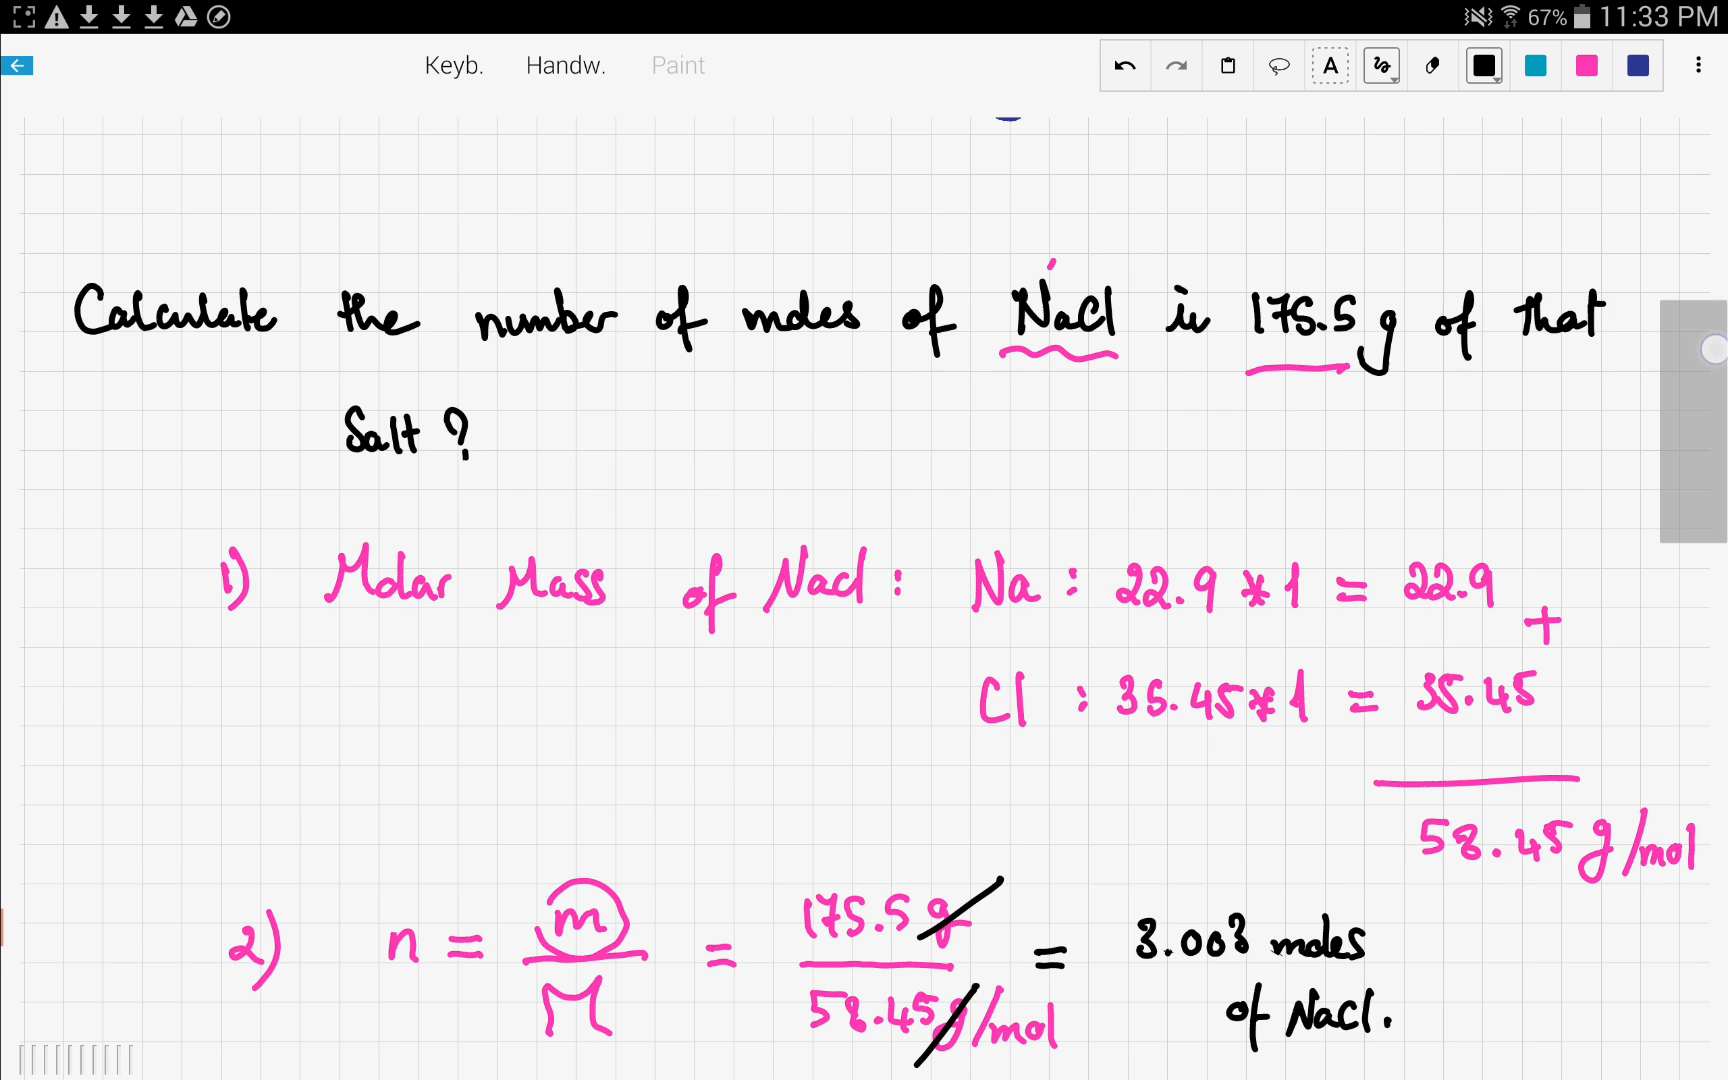 67% 11:33 PM
Keyb. Handw. Paint A
Calculate the number of moles of NaCl in 175.5 g of that
Salt ?
1) Molar Mass of Nacl : Na : 22.9 * 1 = 22.9
+
Cl : 35.45 * 1 = 35.45
58.45 g/mol
2) n = m/M = 175.5 g / 58.45 g/mol = 3.003 moles
of NaCl.